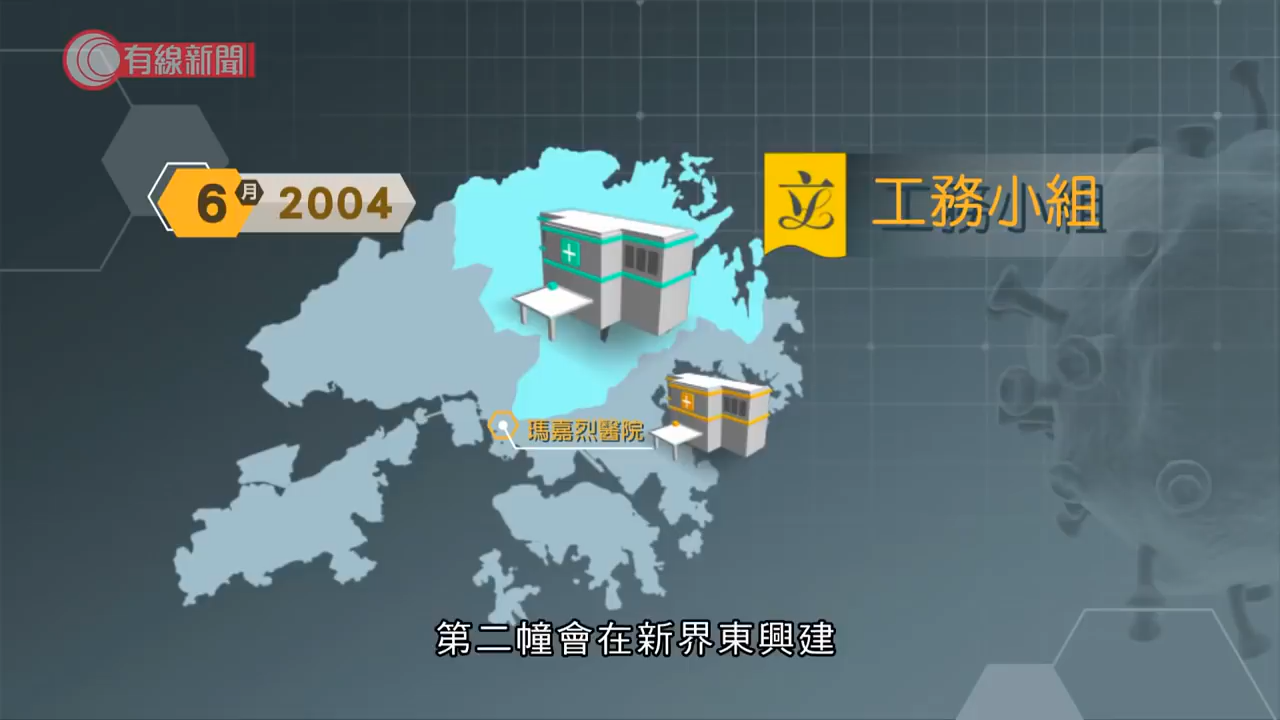 有線新聞
6月 2004
立 工務小組
瑪嘉烈醫院
第二幢會在新界東興建